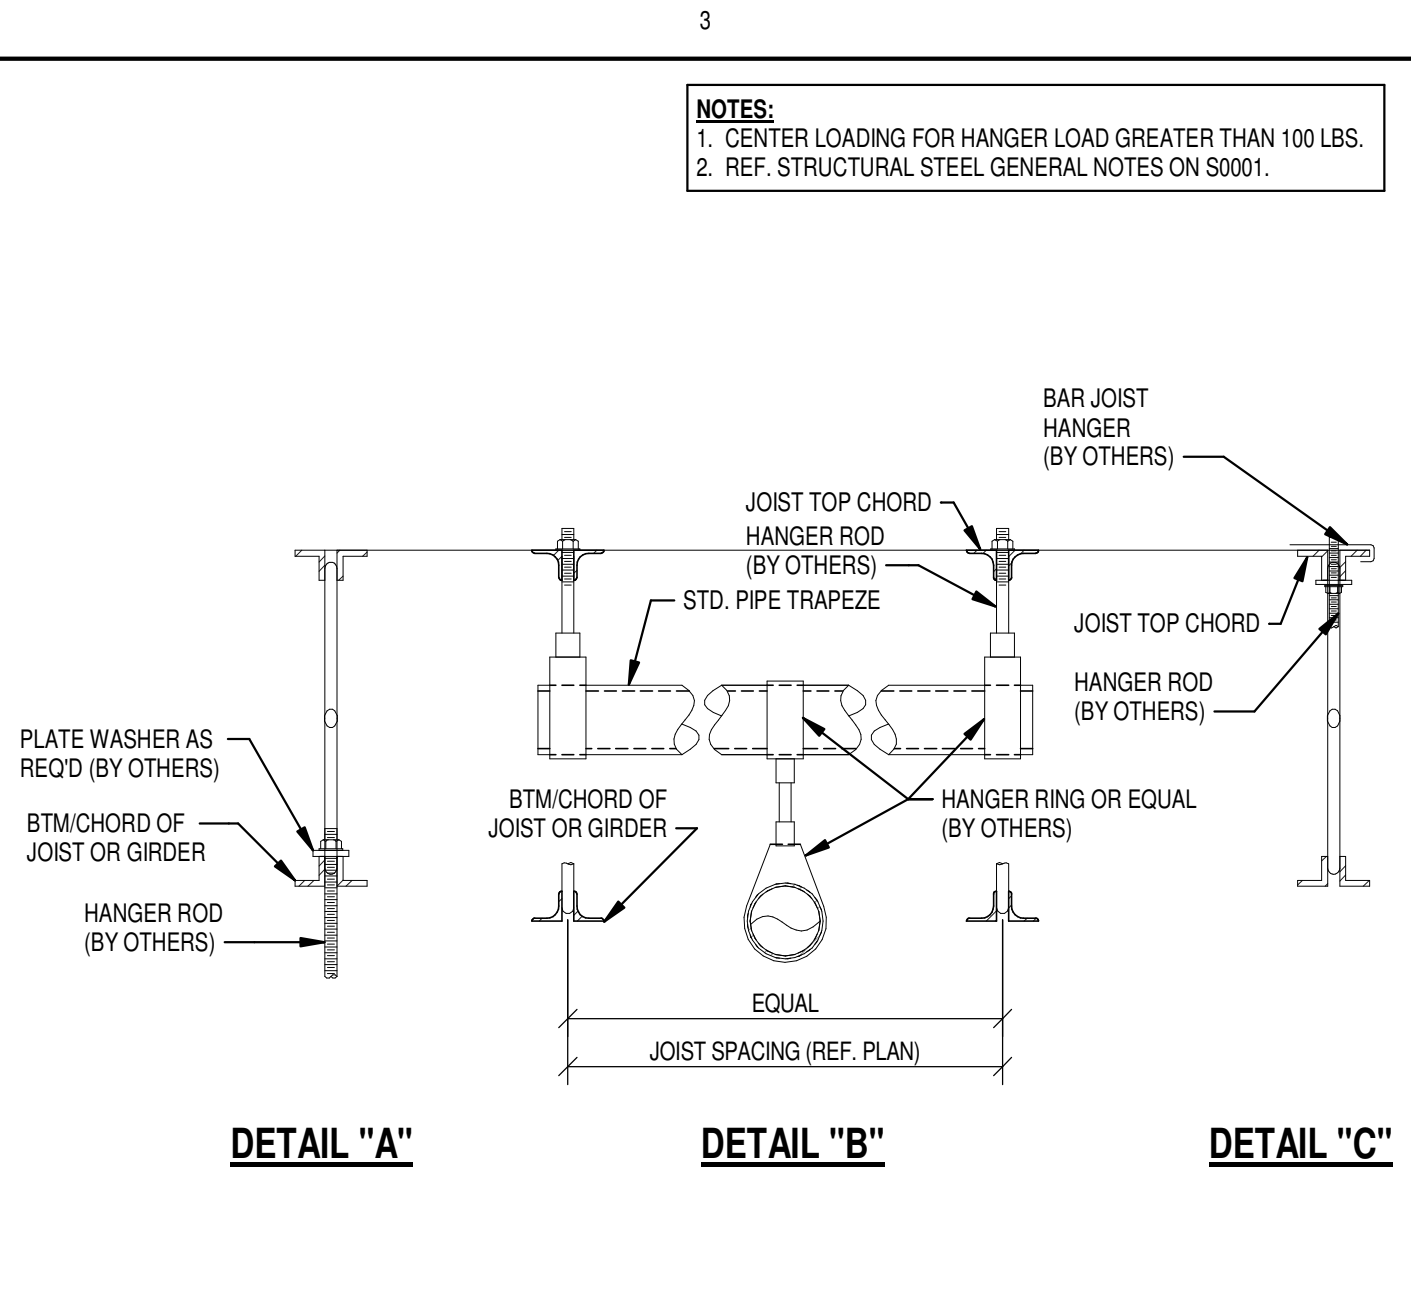 3
NOTES:
1. CENTER LOADING FOR HANGER LOAD GREATER THAN 100 LBS.
2. REF. STRUCTURAL STEEL GENERAL NOTES ON S0001.
BAR JOIST
HANGER
(BY OTHERS)
JOIST TOP CHORD
HANGER ROD
(BY OTHERS)
STD. PIPE TRAPEZE
JOIST TOP CHORD
HANGER ROD
(BY OTHERS)
PLATE WASHER AS
REQ'D (BY OTHERS)
BTM/CHORD OF
JOIST OR GIRDER
HANGER ROD
(BY OTHERS)
BTM/CHORD OF
JOIST OR GIRDER
HANGER RING OR EQUAL
(BY OTHERS)
EQUAL
JOIST SPACING (REF. PLAN)
DETAIL "A"
DETAIL "B"
DETAIL "C"